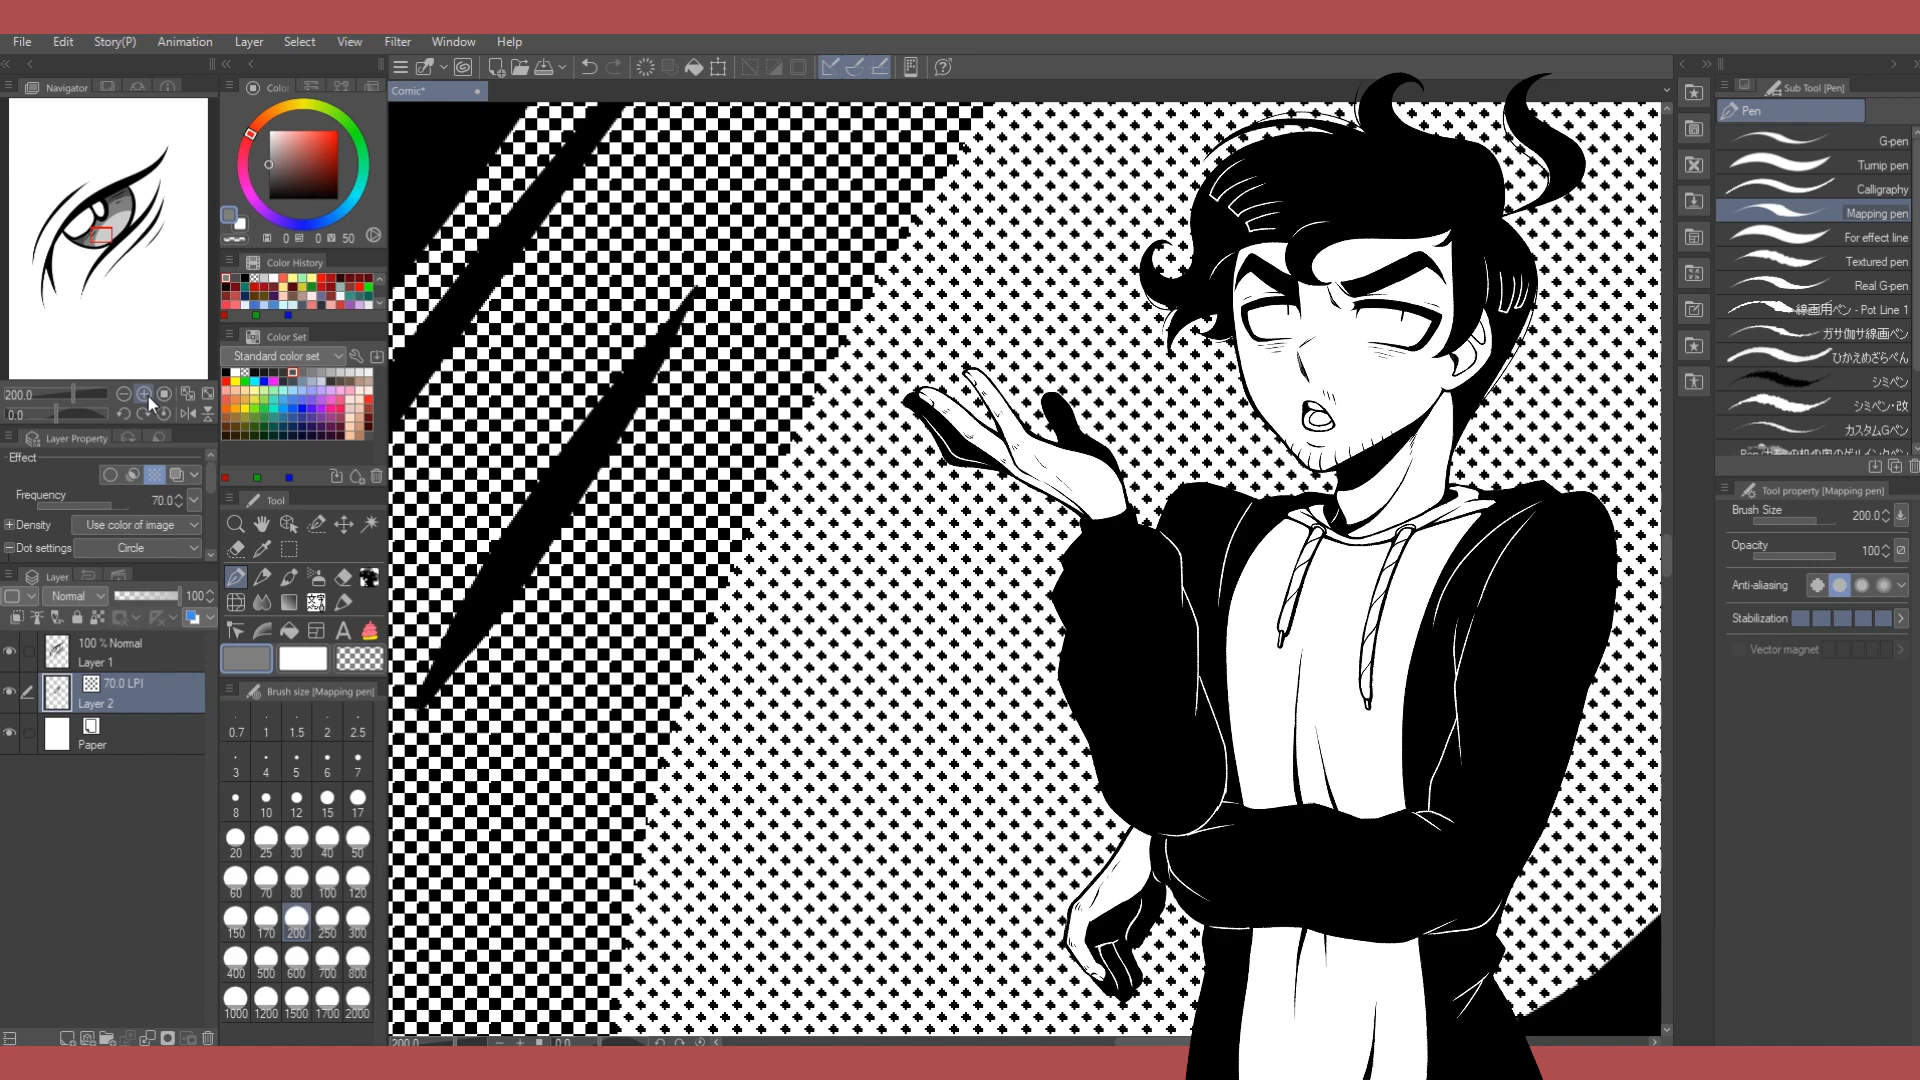 File Edit Story(P) Animation Layer Select View Filter Window Help
Navigator
Color
Sub Tool [Pen]
Comic*
Pen
G-pen
Turnip pen
Calligraphy
Mapping pen
For effect line
Textured pen
Real G-pen
線画用ペン - Pot Line 1
ガサ伽サ線画ペン
ひかえめざらぺん
シミペン
シミペン・改
カスタムGペン
0 0 50
Color History
Color Set
Standard color set
200.0
0.0
Layer Property
Effect
Frequency 70.0
Density Use color of image
Dot settings Circle
Tool
Layer
Normal 100
100 % Normal
Layer 1
70.0 LPI
Layer 2
Paper
Brush size [Mapping pen]
0.7 1 1.5 2 2.5
3 4 5 6 7
8 10 12 15 17
20 25 30 40 50
60 70 80 100 120
150 170 200 250 300
400 500 600 700 800
1000 1200 1500 1700 2000
Tool property [Mapping pen]
Brush Size 200.0
Opacity 100
Anti-aliasing
Stabilization
Vector magnet
200.0 0.0